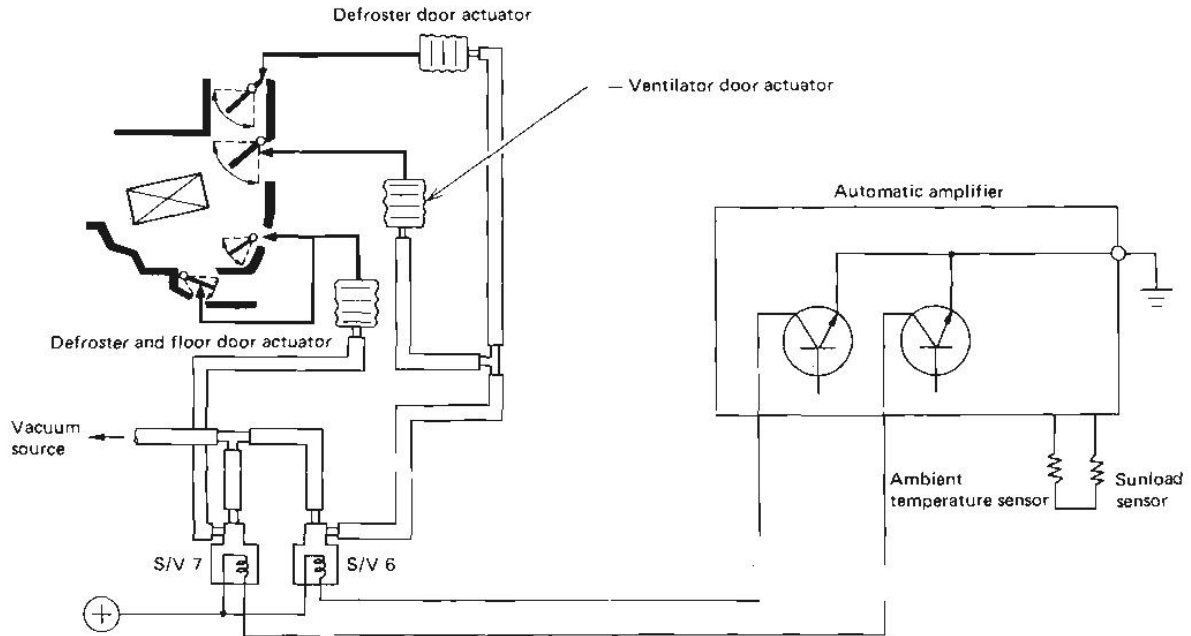 Defroster door actuator
— Ventilator door actuator
Automatic amplifier
Defroster and floor door actuator
Vacuum
source
Ambient
temperature sensor
Sunload
sensor
S/V 7
S/V 6
+